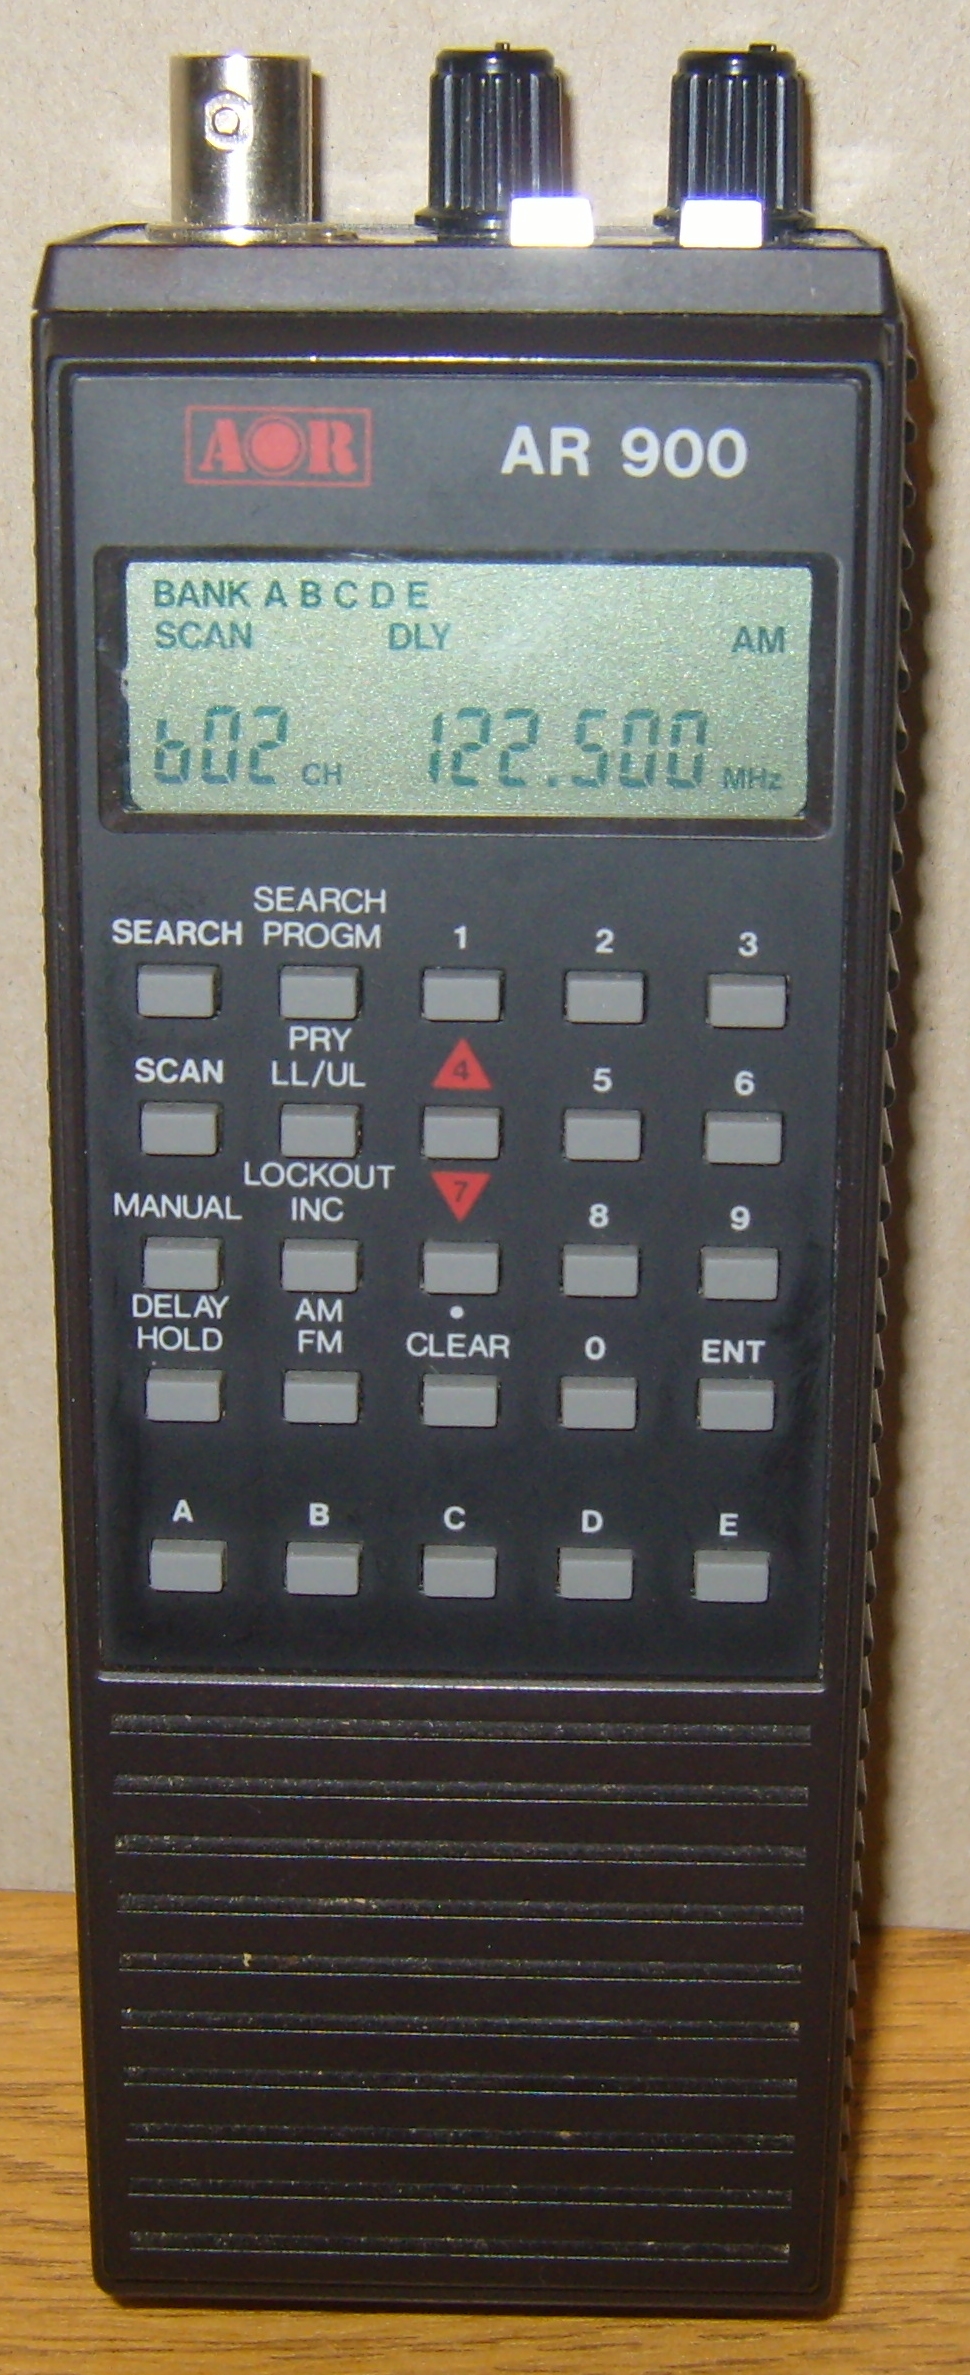 AOR AR 900
BANK A B C D E
SCAN DLY AM
b02 CH 122.500 MHz
SEARCH
SEARCH PROGM 1 2 3
PRY
SCAN LL/UL 4 5 6
LOCKOUT
MANUAL INC 7 8 9
DELAY AM •
HOLD FM CLEAR 0 ENT
A B C D E